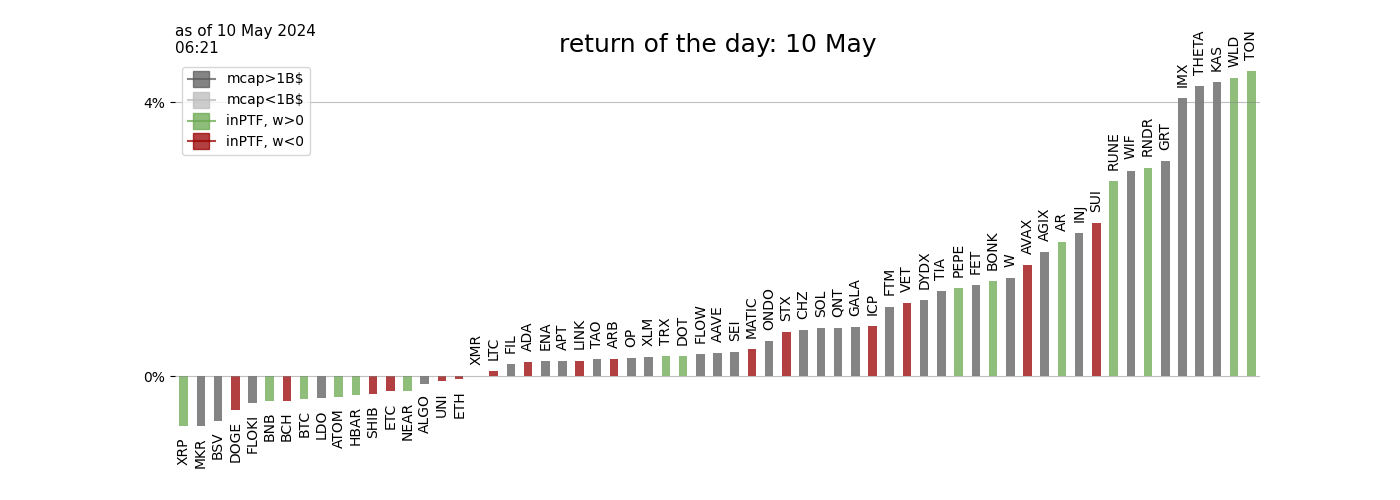 as of 10 May 2024
06:21
return of the day: 10 May
mcap>1B$
mcap<1B$
inPTF, w>0
inPTF, w<0
4%
0%
XRP
MKR
BSV
DOGE
FLOKI
BNB
BCH
BTC
LDO
ATOM
HBAR
SHIB
ETC
NEAR
ALGO
UNI
ETH
XMR
LTC
FIL
ADA
ENA
APT
LINK
TAO
ARB
OP
XLM
TRX
DOT
FLOW
AAVE
SEI
MATIC
ONDO
STX
CHZ
SOL
QNT
GALA
ICP
FTM
VET
DYDX
TIA
PEPE
FET
BONK
W
AVAX
AGIX
AR
INJ
SUI
RUNE
WIF
RNDR
GRT
IMX
THETA
KAS
WLD
TON